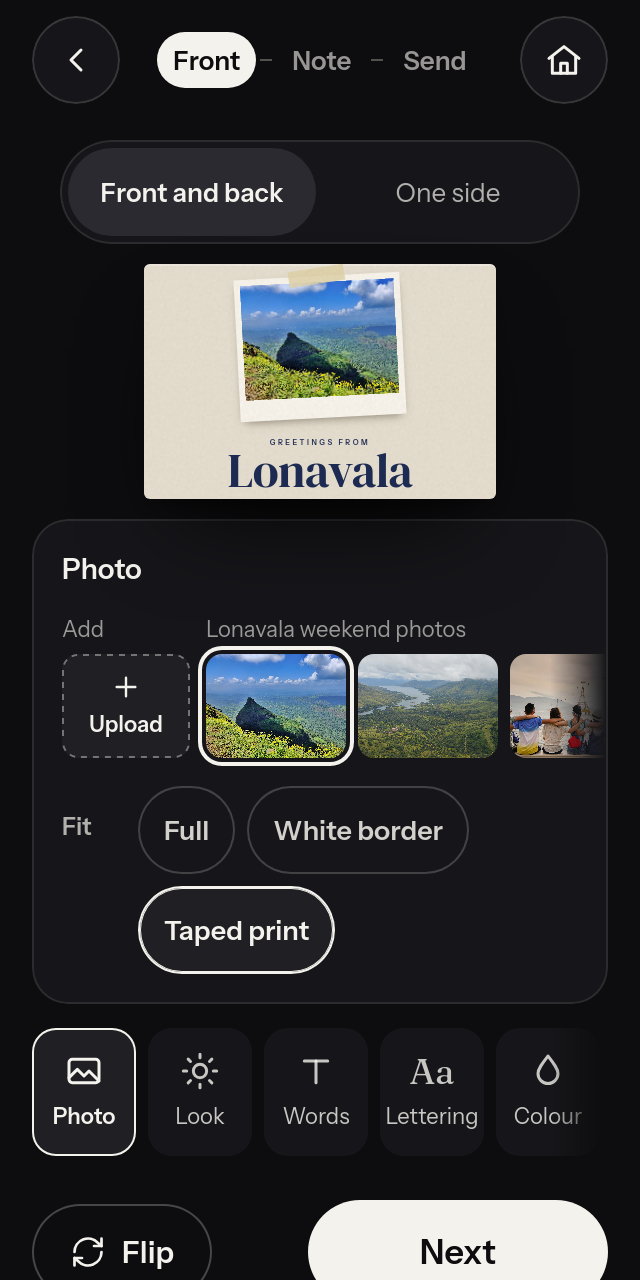 Front
Note
Send
Front and back
One side
GREETINGS FROM
Lonavala
Photo
Add
Lonavala weekend photos
Upload
Fit
Full
White border
Taped print
Photo
Look
Words
Aa
Lettering
Colour
Flip
Next